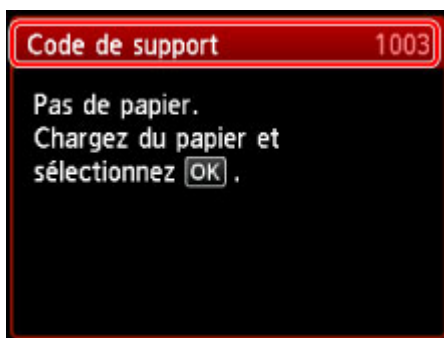 Code de support 1003
Pas de papier.
Chargez du papier et
sélectionnez OK .